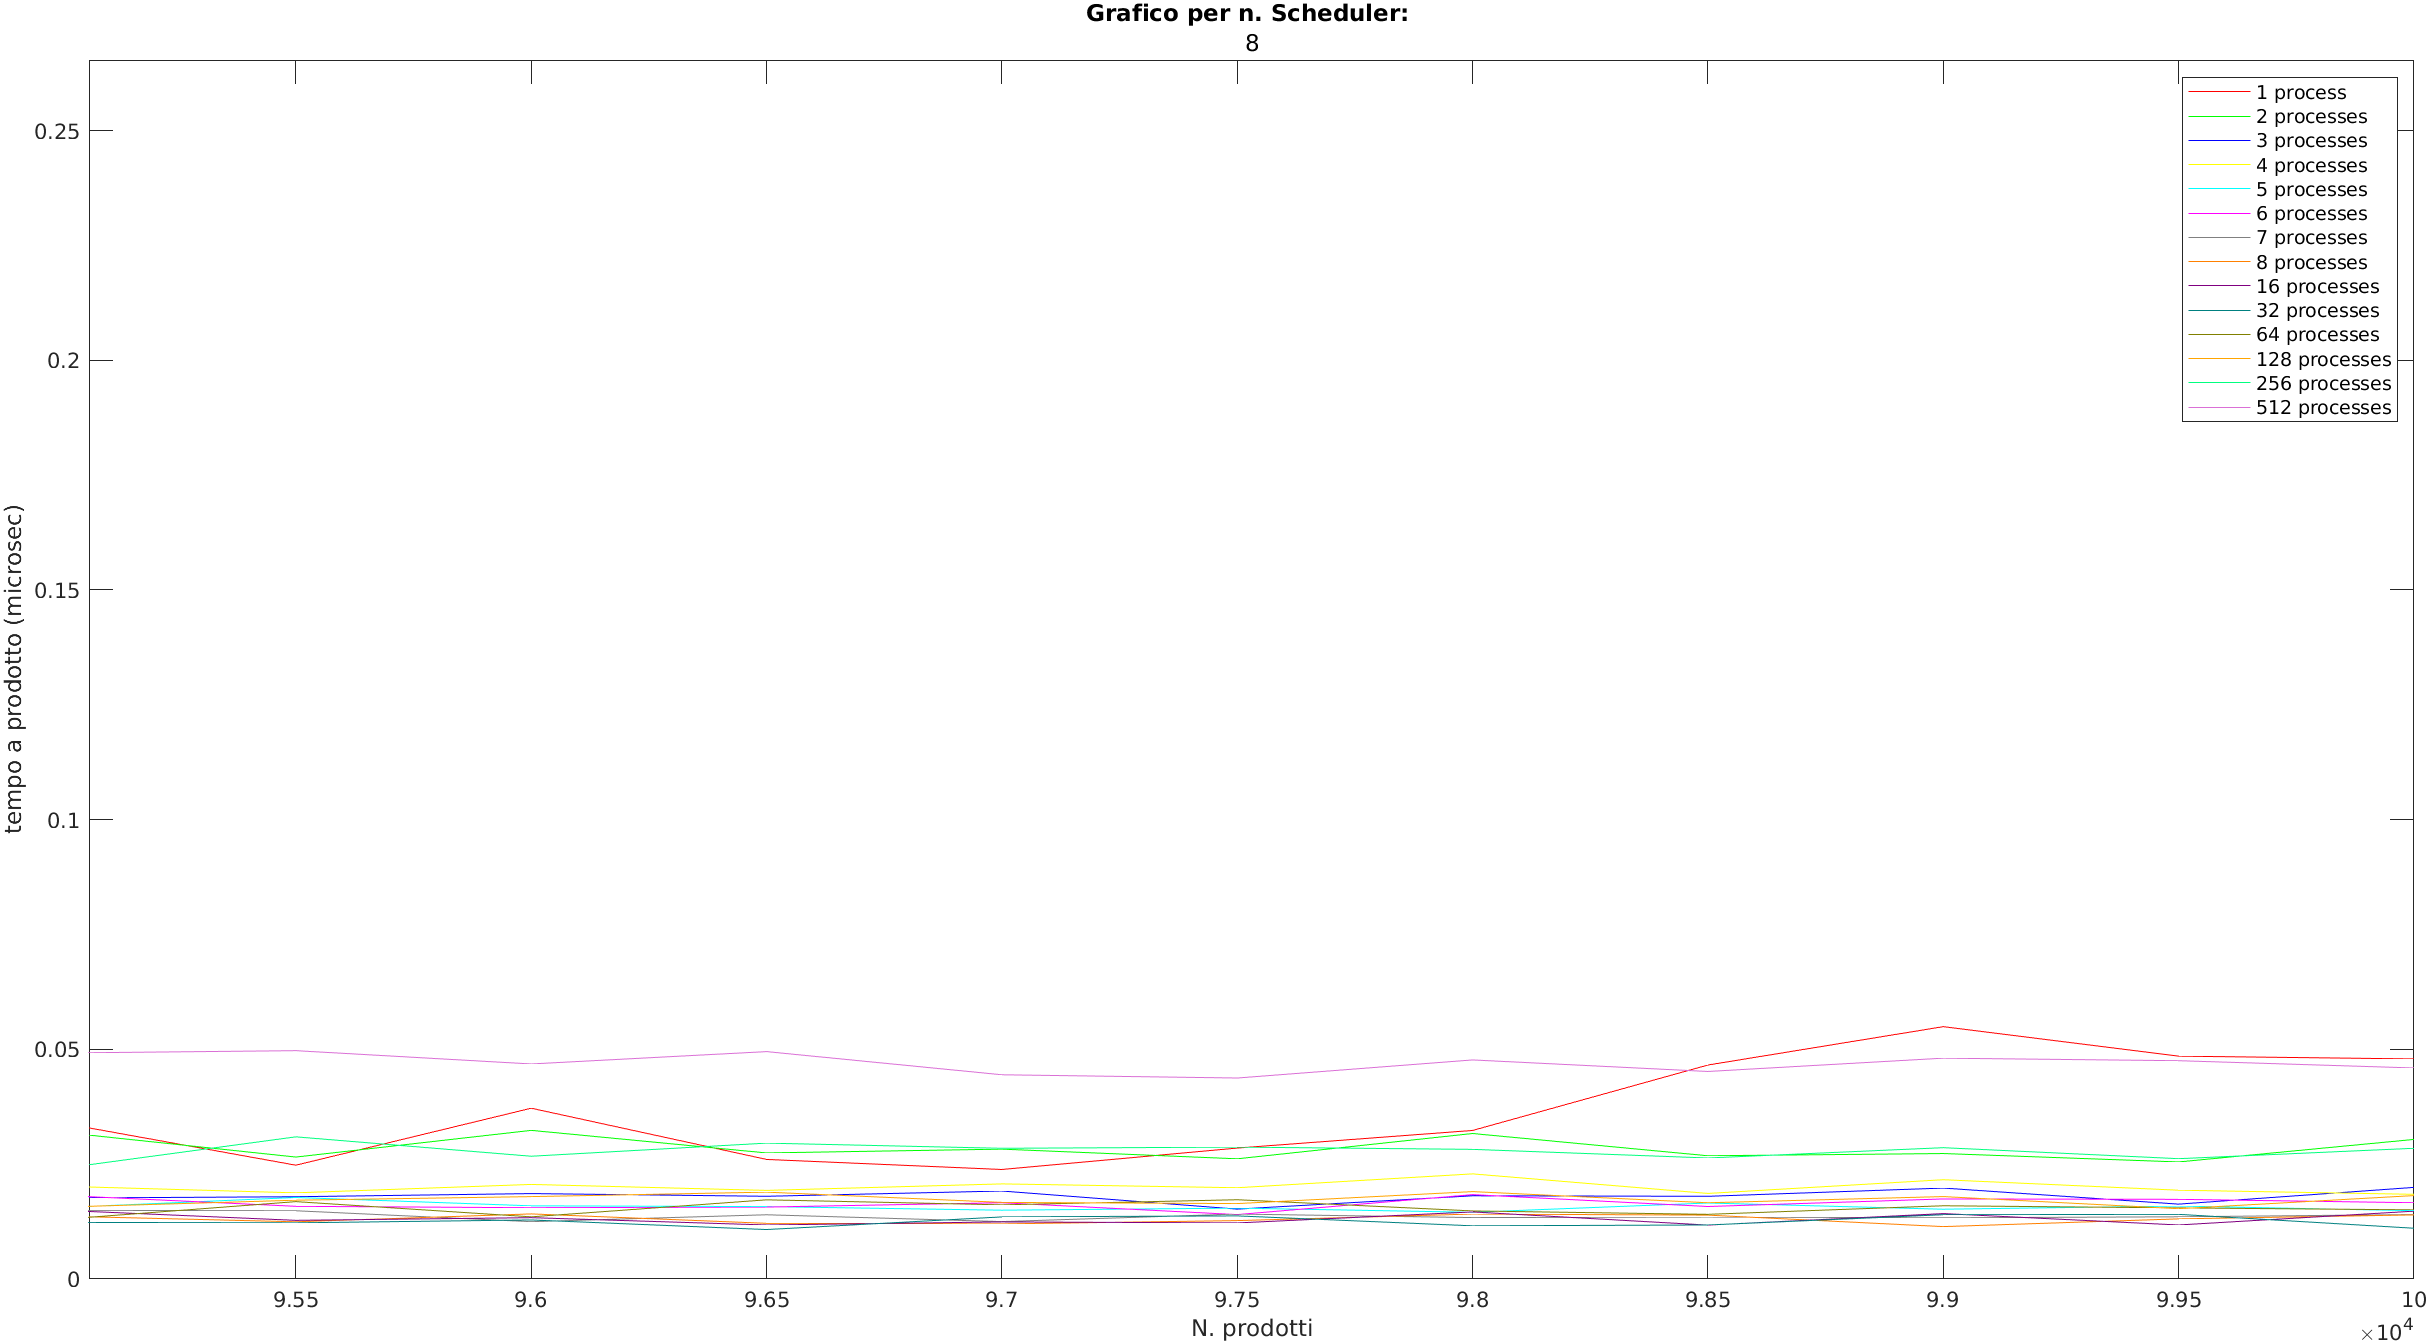 Grafico per n. Scheduler:
8
0.25
0.2
0.15
0.1
0.05
0
tempo a prodotto (microsec)
1 process
2 processes
3 processes
4 processes
5 processes
6 processes
7 processes
8 processes
16 processes
32 processes
64 processes
128 processes
256 processes
512 processes
9.55 9.6 9.65 9.7 9.75 9.8 9.85 9.9 9.95 10
N. prodotti
×10⁴